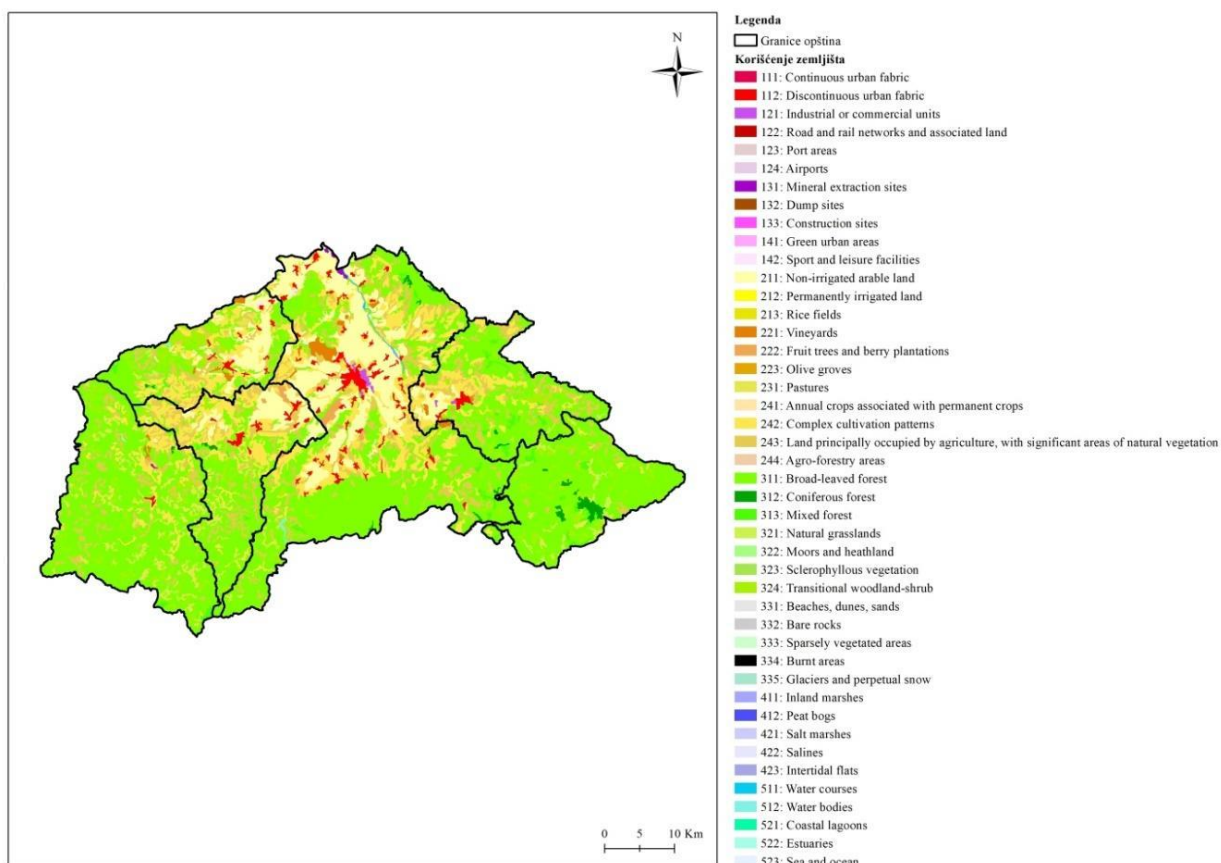 N
0 5 10 Km
Legenda
Granice opština
Korišćenje zemljišta
111: Continuous urban fabric
112: Discontinuous urban fabric
121: Industrial or commercial units
122: Road and rail networks and associated land
123: Port areas
124: Airports
131: Mineral extraction sites
132: Dump sites
133: Construction sites
141: Green urban areas
142: Sport and leisure facilities
211: Non-irrigated arable land
212: Permanently irrigated land
213: Rice fields
221: Vineyards
222: Fruit trees and berry plantations
223: Olive groves
231: Pastures
241: Annual crops associated with permanent crops
242: Complex cultivation patterns
243: Land principally occupied by agriculture, with significant areas of natural vegetation
244: Agro-forestry areas
311: Broad-leaved forest
312: Coniferous forest
313: Mixed forest
321: Natural grasslands
322: Moors and heathland
323: Sclerophyllous vegetation
324: Transitional woodland-shrub
331: Beaches, dunes, sands
332: Bare rocks
333: Sparsely vegetated areas
334: Burnt areas
335: Glaciers and perpetual snow
411: Inland marshes
412: Peat bogs
421: Salt marshes
422: Salines
423: Intertidal flats
511: Water courses
512: Water bodies
521: Coastal lagoons
522: Estuaries
523: Sea and ocean